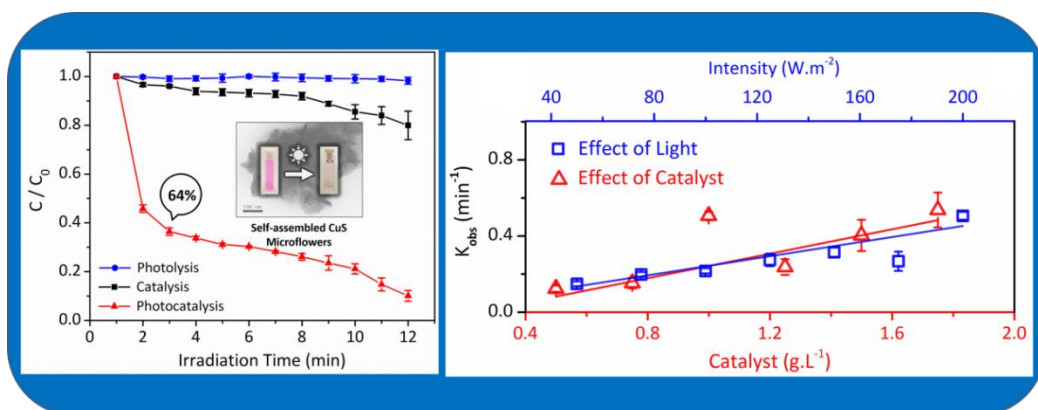 1.0
0.8
0.6
0.4
0.2
0.0
C / C0
64%
Self-assembled CuS
Microflowers
Photolysis
Catalysis
Photocatalysis
0 2 4 6 8 10 12
Irradiation Time (min)
Intensity (W.m-2)
40 80 120 160 200
0.8
0.4
0.0
Kobs (min-1)
Effect of Light
Effect of Catalyst
0.4 0.8 1.2 1.6 2.0
Catalyst (g.L-1)